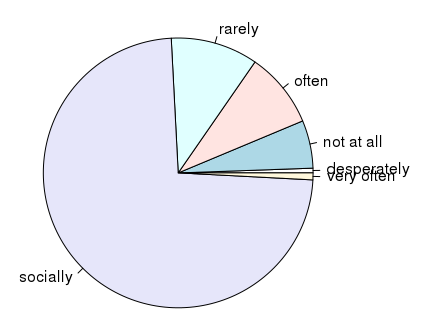 rarely
often
not at all
desperately
very often
socially